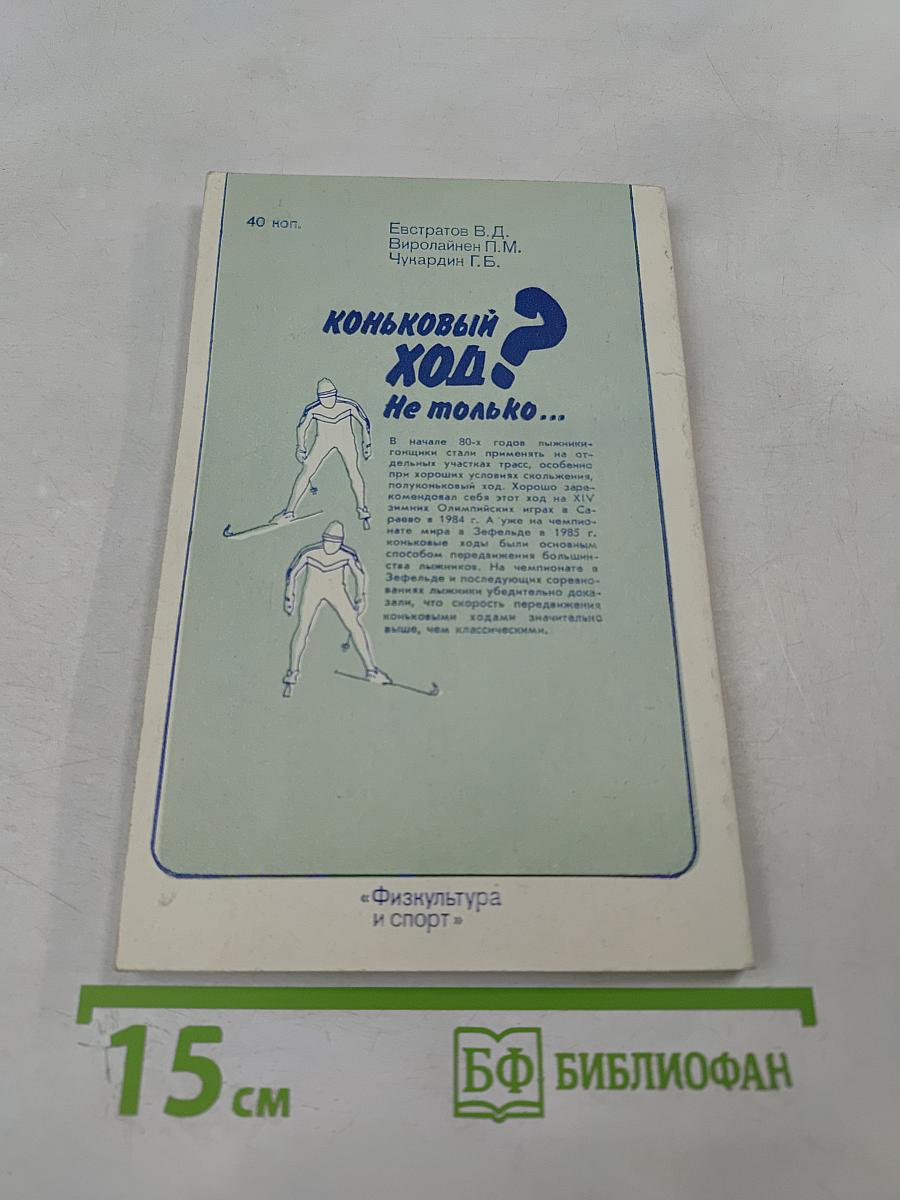 40 коп.
Евстратов В.Д.
Виролайнен П.М.
Чукардин Г.Б.
КОНЬКОВЫЙ
ХОД?
Не только...
В начале 80-х годов лыжники-
гонщики стали применять на от-
дельных участках трасс, особенно
при хороших условиях скольжения,
полуконьковый ход. Хорошо заре-
комендовал себя этот ход на XIV
зимних Олимпийских играх в Са-
раево в 1984 г. А уже на чемпио-
нате мира в Зефельде в 1985 г.
коньковые ходы были основным
способом передвижения большин-
ства лыжников. На чемпионате в
Зефельде и последующих соревно-
ваниях лыжники убедительно дока-
зали, что скорость передвижения
коньковыми ходами значительно
выше, чем классическими.
«Физкультура
и спорт»
15 см
БФ БИБЛИОФАН